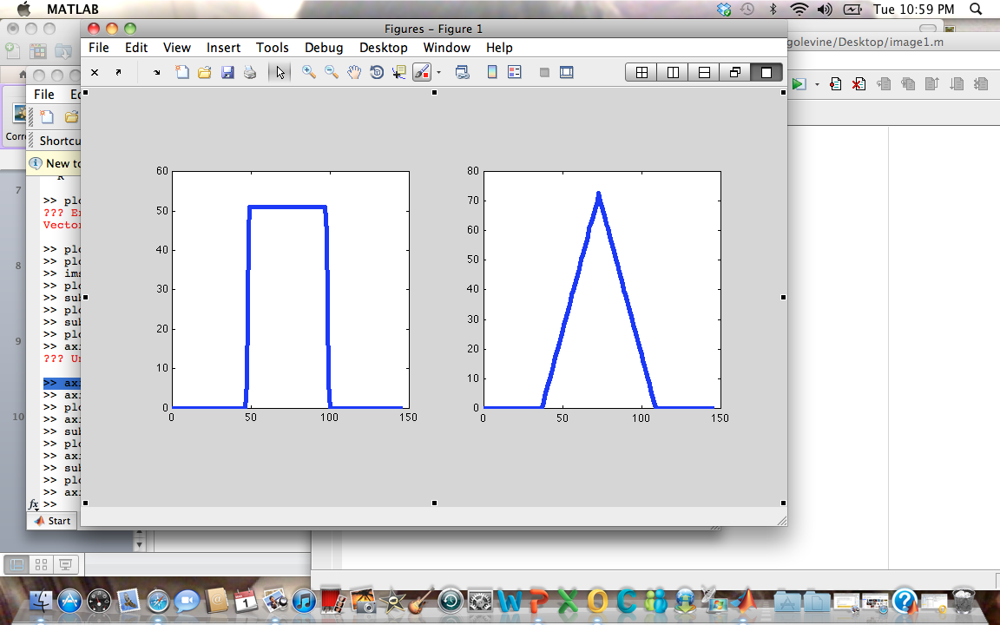 MATLAB
Tue 10:59 PM
Figures - Figure 1
golevine/Desktop/image1.m
File Edit View Insert Tools Debug Desktop Window Help
File
Shortcu
New to
7
8
9
10
>> plo
??? Er
Vector
>> plo
>> plo
>> ims
>> plo
>> sub
>> plo
>> sub
>> plo
>> axi
??? Un
>> axi
>> axi
>> plo
>> axi
>> sub
>> plo
>> axi
>> sub
>> plo
>> axi
fx >>
Start
60
50
40
30
20
10
0
0 50 100 150
80
70
60
50
40
30
20
10
0
0 50 100 150